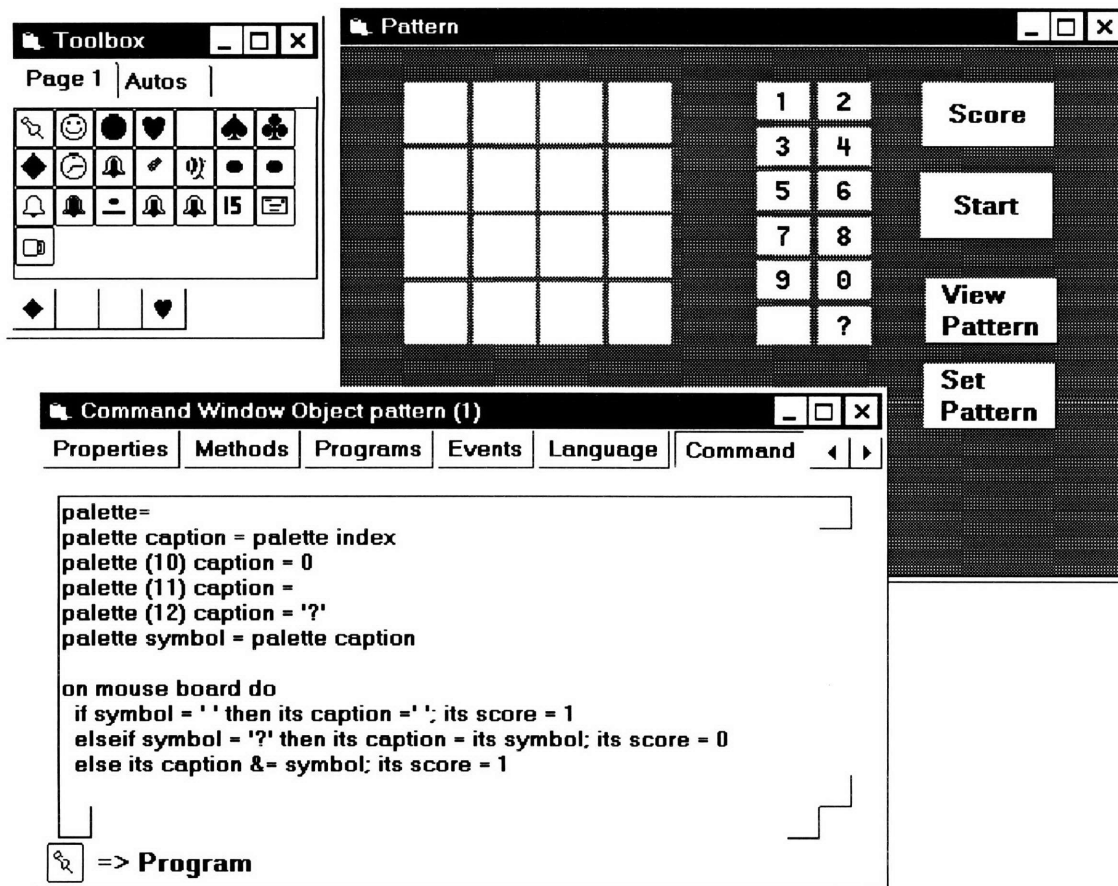 Toolbox
Page 1 Autos
15
Pattern
1 2
3 4
5 6
7 8
9 0
?
Score
Start
View
Pattern
Set
Pattern
Command Window Object pattern (1)
Properties Methods Programs Events Language Command
palette=
palette caption = palette index
palette (10) caption = 0
palette (11) caption =
palette (12) caption = '?'
palette symbol = palette caption
on mouse board do
if symbol = ' ' then its caption =' '; its score = 1
elseif symbol = '?' then its caption = its symbol; its score = 0
else its caption &= symbol; its score = 1
=> Program